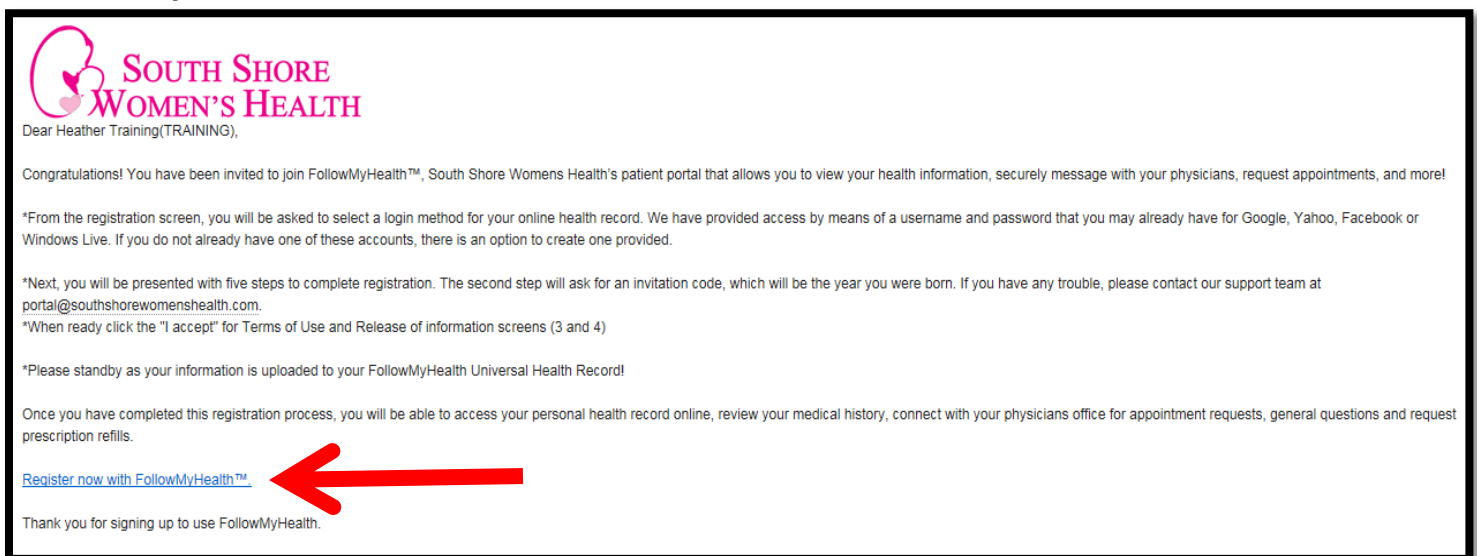 SOUTH SHORE
WOMEN'S HEALTH
Dear Heather Training(TRAINING),
Congratulations! You have been invited to join FollowMyHealth™, South Shore Womens Health's patient portal that allows you to view your health information, securely message with your physicians, request appointments, and more!
*From the registration screen, you will be asked to select a login method for your online health record. We have provided access by means of a username and password that you may already have for Google, Yahoo, Facebook or
Windows Live. If you do not already have one of these accounts, there is an option to create one provided.
*Next, you will be presented with five steps to complete registration. The second step will ask for an invitation code, which will be the year you were born. If you have any trouble, please contact our support team at
portal@southshorewomenshealth.com.
*When ready click the "I accept" for Terms of Use and Release of information screens (3 and 4)
*Please standby as your information is uploaded to your FollowMyHealth Universal Health Record!
Once you have completed this registration process, you will be able to access your personal health record online, review your medical history, connect with your physicians office for appointment requests, general questions and request
prescription refills.
Register now with FollowMyHealth™.
Thank you for signing up to use FollowMyHealth.